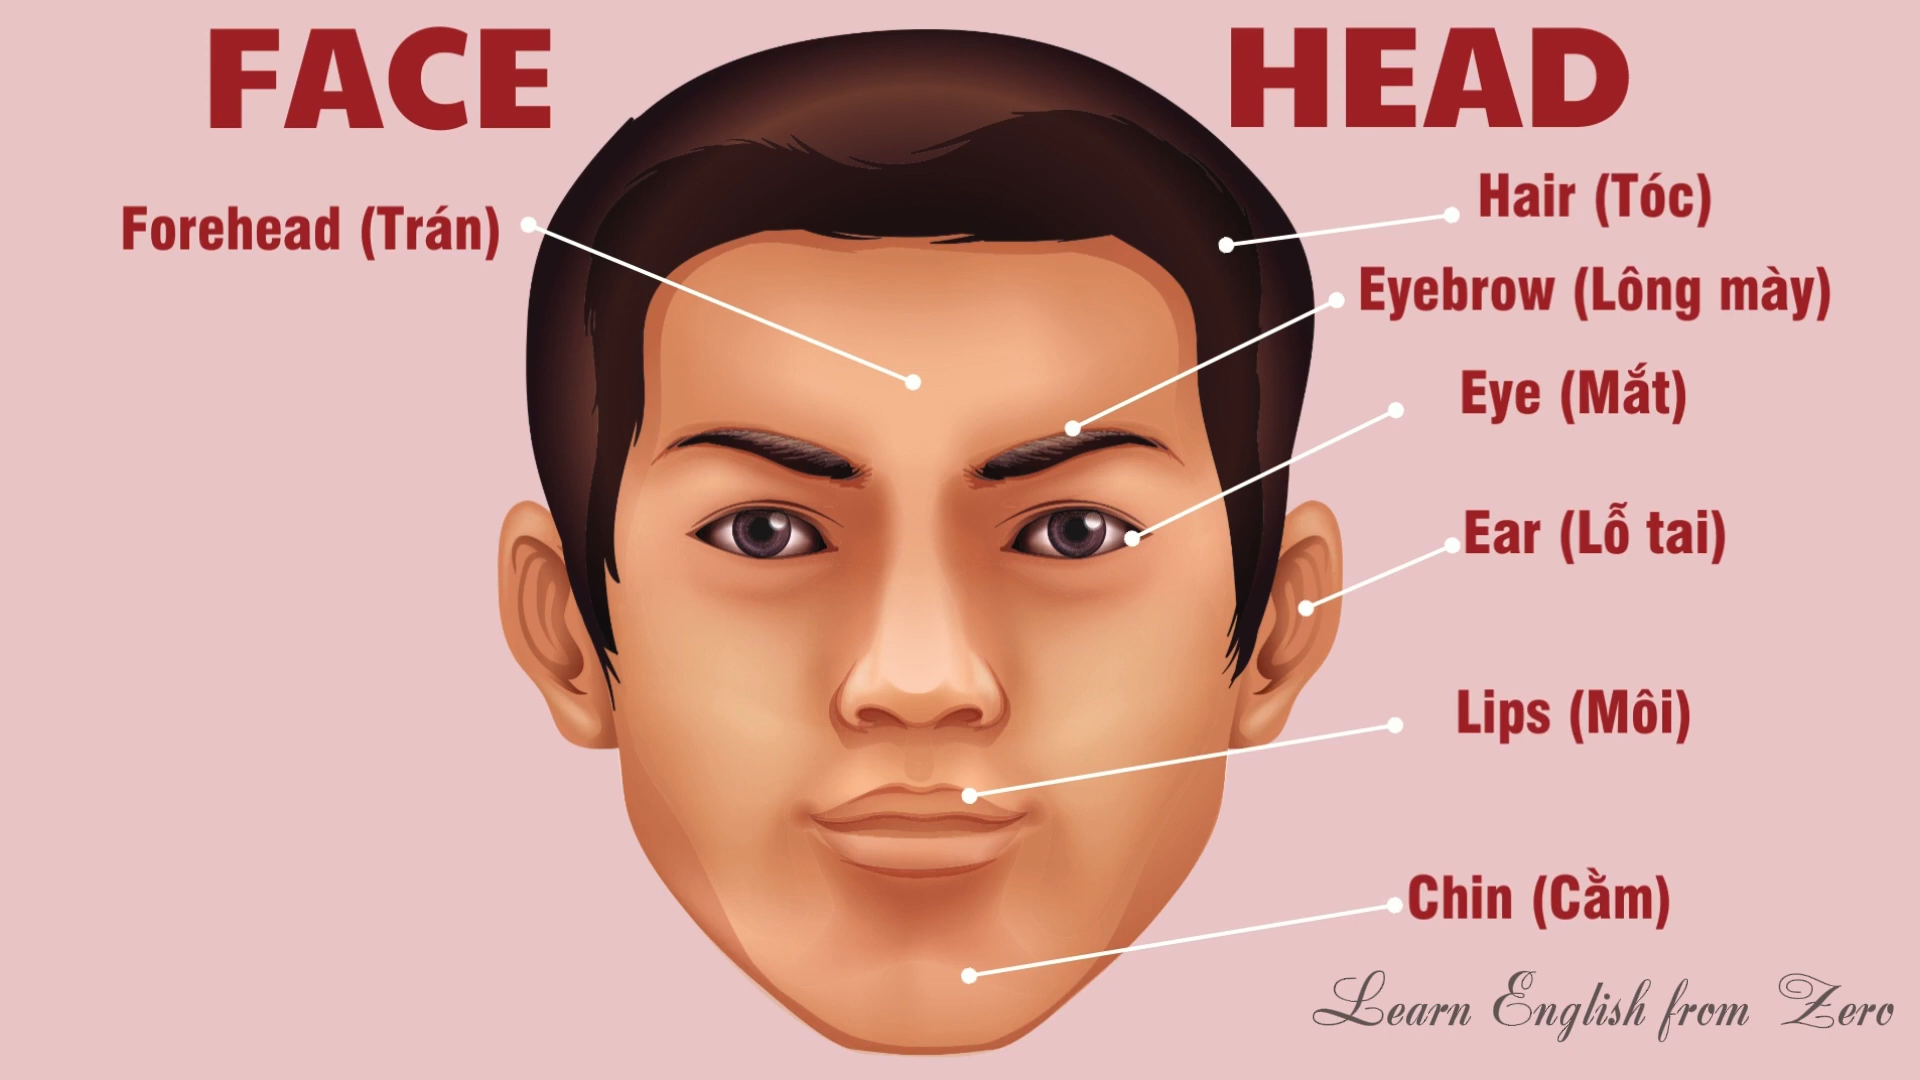 FACE
HEAD
Forehead (Trán)
Hair (Tóc)
Eyebrow (Lông mày)
Eye (Mắt)
Ear (Lỗ tai)
Lips (Môi)
Chin (Cằm)
Learn English from Zero